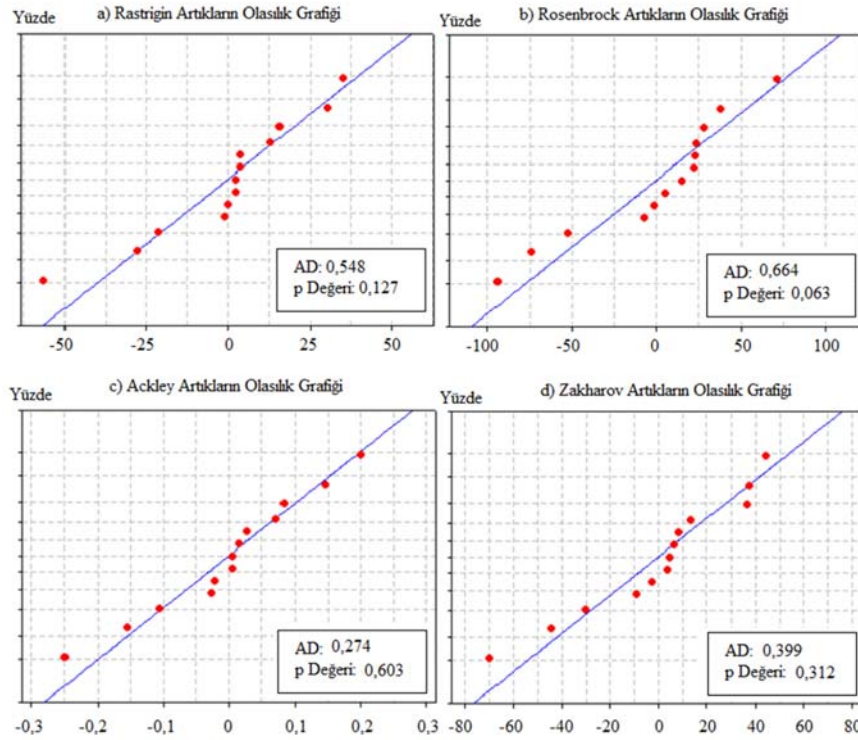 Yüzde
a) Rastrigin Artıkların Olasılık Grafiği
AD: 0,548
p Değeri: 0,127
-50 -25 0 25 50
Yüzde
b) Rosenbrock Artıkların Olasılık Grafiği
AD: 0,664
p Değeri: 0,063
-100 -50 0 50 100
Yüzde
c) Ackley Artıkların Olasılık Grafiği
AD: 0,274
p Değeri: 0,603
-0,3 -0,2 -0,1 0 0,1 0,2 0,3
Yüzde
d) Zakharov Artıkların Olasılık Grafiği
AD: 0,399
p Değeri: 0,312
-80 -60 -40 -20 0 20 40 60 80